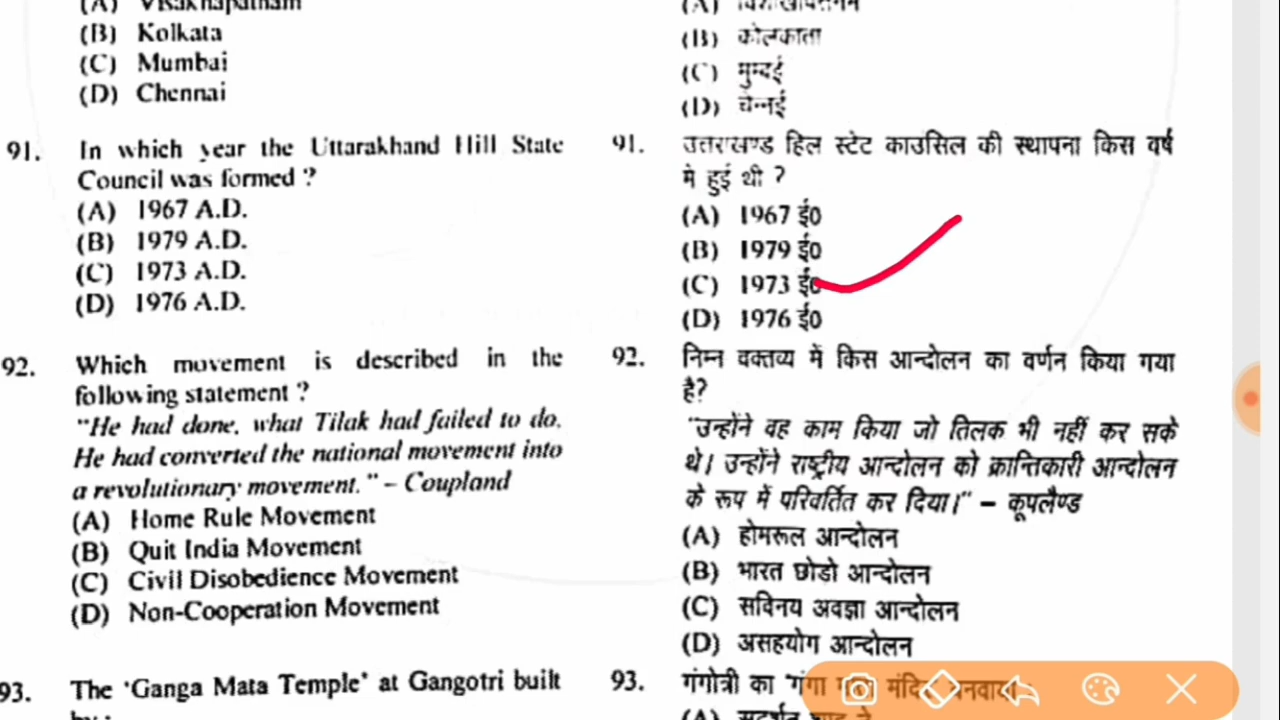 (A) Visakhapatnam
(B) Kolkata
(C) Mumbai
(D) Chennai
91. In which year the Uttarakhand Hill State
Council was formed ?
(A) 1967 A.D.
(B) 1979 A.D.
(C) 1973 A.D.
(D) 1976 A.D.
92. Which movement is described in the
following statement ?
"He had done, what Tilak had failed to do.
He had converted the national movement into
a revolutionary movement." – Coupland
(A) Home Rule Movement
(B) Quit India Movement
(C) Civil Disobedience Movement
(D) Non-Cooperation Movement
93. The 'Ganga Mata Temple' at Gangotri built
(A)
(B) कोलकाता
(C) मुम्बई
(D) चेन्नई
91. उत्तराखण्ड हिल स्टेट काउंसिल की स्थापना किस वर्ष
में हुई थी ?
(A) 1967 ई0
(B) 1979 ई0
(C) 1973 ई0
(D) 1976 ई0
92. निम्न वक्तव्य में किस आन्दोलन का वर्णन किया गया
है?
"उन्होंने वह काम किया जो तिलक भी नहीं कर सके
थे। उन्होंने राष्ट्रीय आन्दोलन को क्रान्तिकारी आन्दोलन
के रूप में परिवर्तित कर दिया।" – कूपलैण्ड
(A) होमरूल आन्दोलन
(B) भारत छोडो आन्दोलन
(C) सविनय अवज्ञा आन्दोलन
(D) असहयोग आन्दोलन
93. गंगोत्री का
(A)